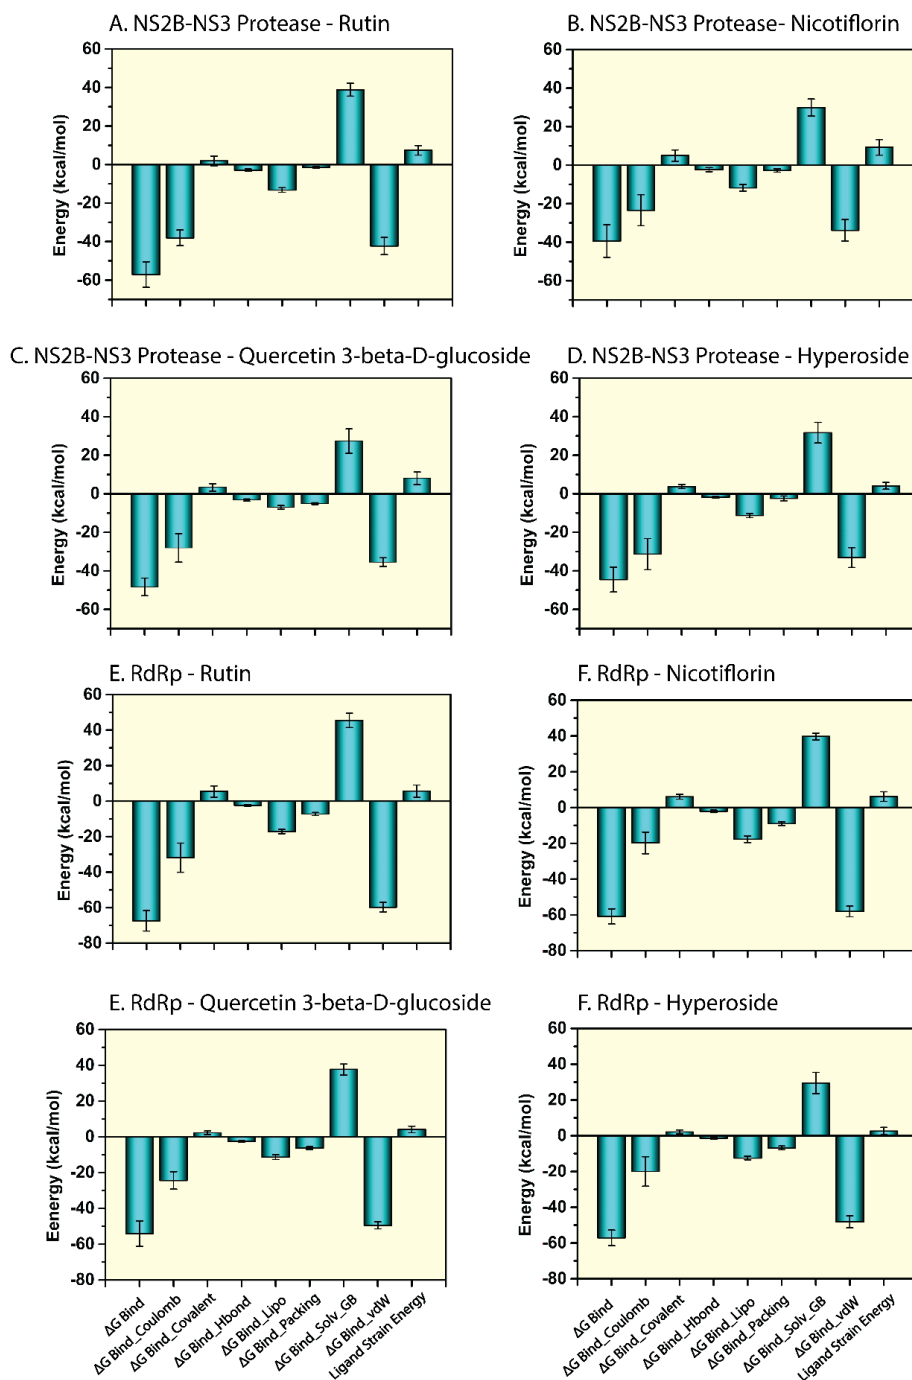 A. NS2B-NS3 Protease - Rutin
Energy (kcal/mol)
60
40
20
0
-20
-40
-60
B. NS2B-NS3 Protease- Nicotiflorin
Energy (kcal/mol)
60
40
20
0
-20
-40
-60
C. NS2B-NS3 Protease - Quercetin 3-beta-D-glucoside
Energy (kcal/mol)
60
40
20
0
-20
-40
-60
D. NS2B-NS3 Protease - Hyperoside
Energy (kcal/mol)
60
40
20
0
-20
-40
-60
E. RdRp - Rutin
Energy (kcal/mol)
60
40
20
0
-20
-40
-60
-80
F. RdRp - Nicotiflorin
Energy (kcal/mol)
60
40
20
0
-20
-40
-60
-80
E. RdRp - Quercetin 3-beta-D-glucoside
Eenergy (kcal/mol)
60
40
20
0
-20
-40
-60
-80
ΔG Bind
ΔG Bind_Coulomb
ΔG Bind_Covalent
ΔG Bind_Hbond
ΔG Bind_Lipo
ΔG Bind_Packing
ΔG Bind_Solv_GB
ΔG Bind_vdW
Ligand Strain Energy
F. RdRp - Hyperoside
Energy (kcal/mol)
60
40
20
0
-20
-40
-60
-80
ΔG Bind
ΔG Bind_Coulomb
ΔG Bind_Covalent
ΔG Bind_Hbond
ΔG Bind_Lipo
ΔG Bind_Packing
ΔG Bind_Solv_GB
ΔG Bind_vdW
Ligand Strain Energy